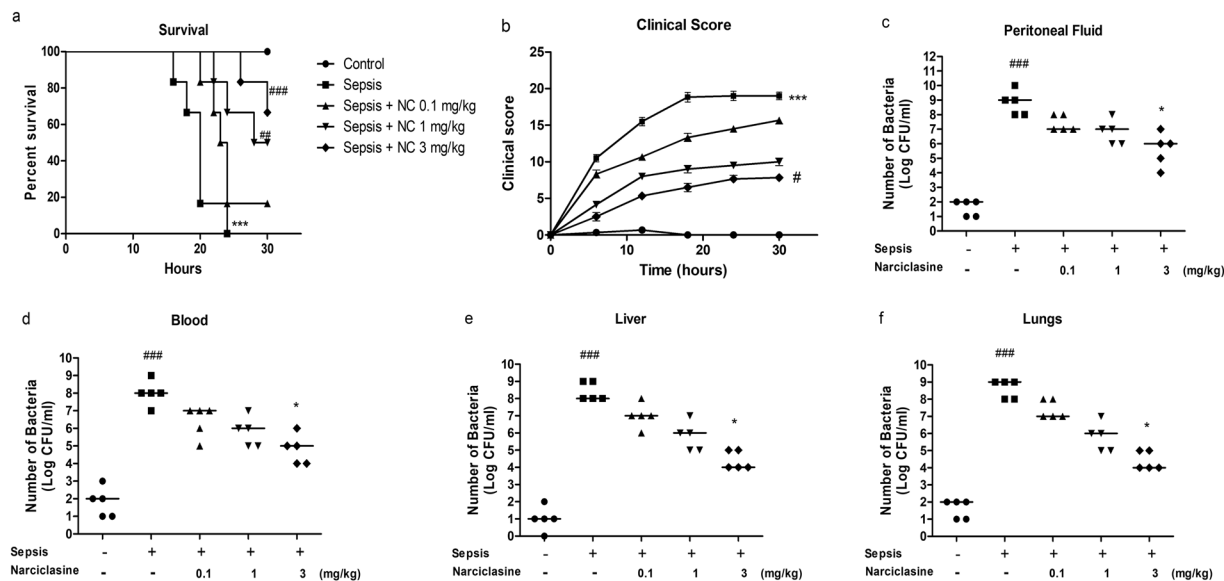 a
Survival
100
80
60
40
20
0
0
10
20
30
Percent survival
Hours
###
##
***
Control
Sepsis
Sepsis + NC 0.1 mg/kg
Sepsis + NC 1 mg/kg
Sepsis + NC 3 mg/kg
b
Clinical Score
25
20
15
10
5
0
0
10
20
30
Clinical score
Time (hours)
***
#
c
Peritoneal Fluid
Number of Bacteria
(Log CFU/ml)
12
11
10
9
8
7
6
5
4
3
2
1
0
###
*
Sepsis - + + + +
Narciclasine - - 0.1 1 3 (mg/kg)
d
Blood
Number of Bacteria
(Log CFU/ml)
10
9
8
7
6
5
4
3
2
1
0
###
*
Sepsis - + + + +
Narciclasine - - 0.1 1 3 (mg/kg)
e
Liver
Number of Bacteria
(Log CFU/ml)
10
9
8
7
6
5
4
3
2
1
0
###
*
Sepsis - + + + +
Narciclasine - - 0.1 1 3 (mg/kg)
f
Lungs
Number of Bacteria
(Log CFU/ml)
10
9
8
7
6
5
4
3
2
1
0
###
*
Sepsis - + + + +
Narciclasine - - 0.1 1 3 (mg/kg)